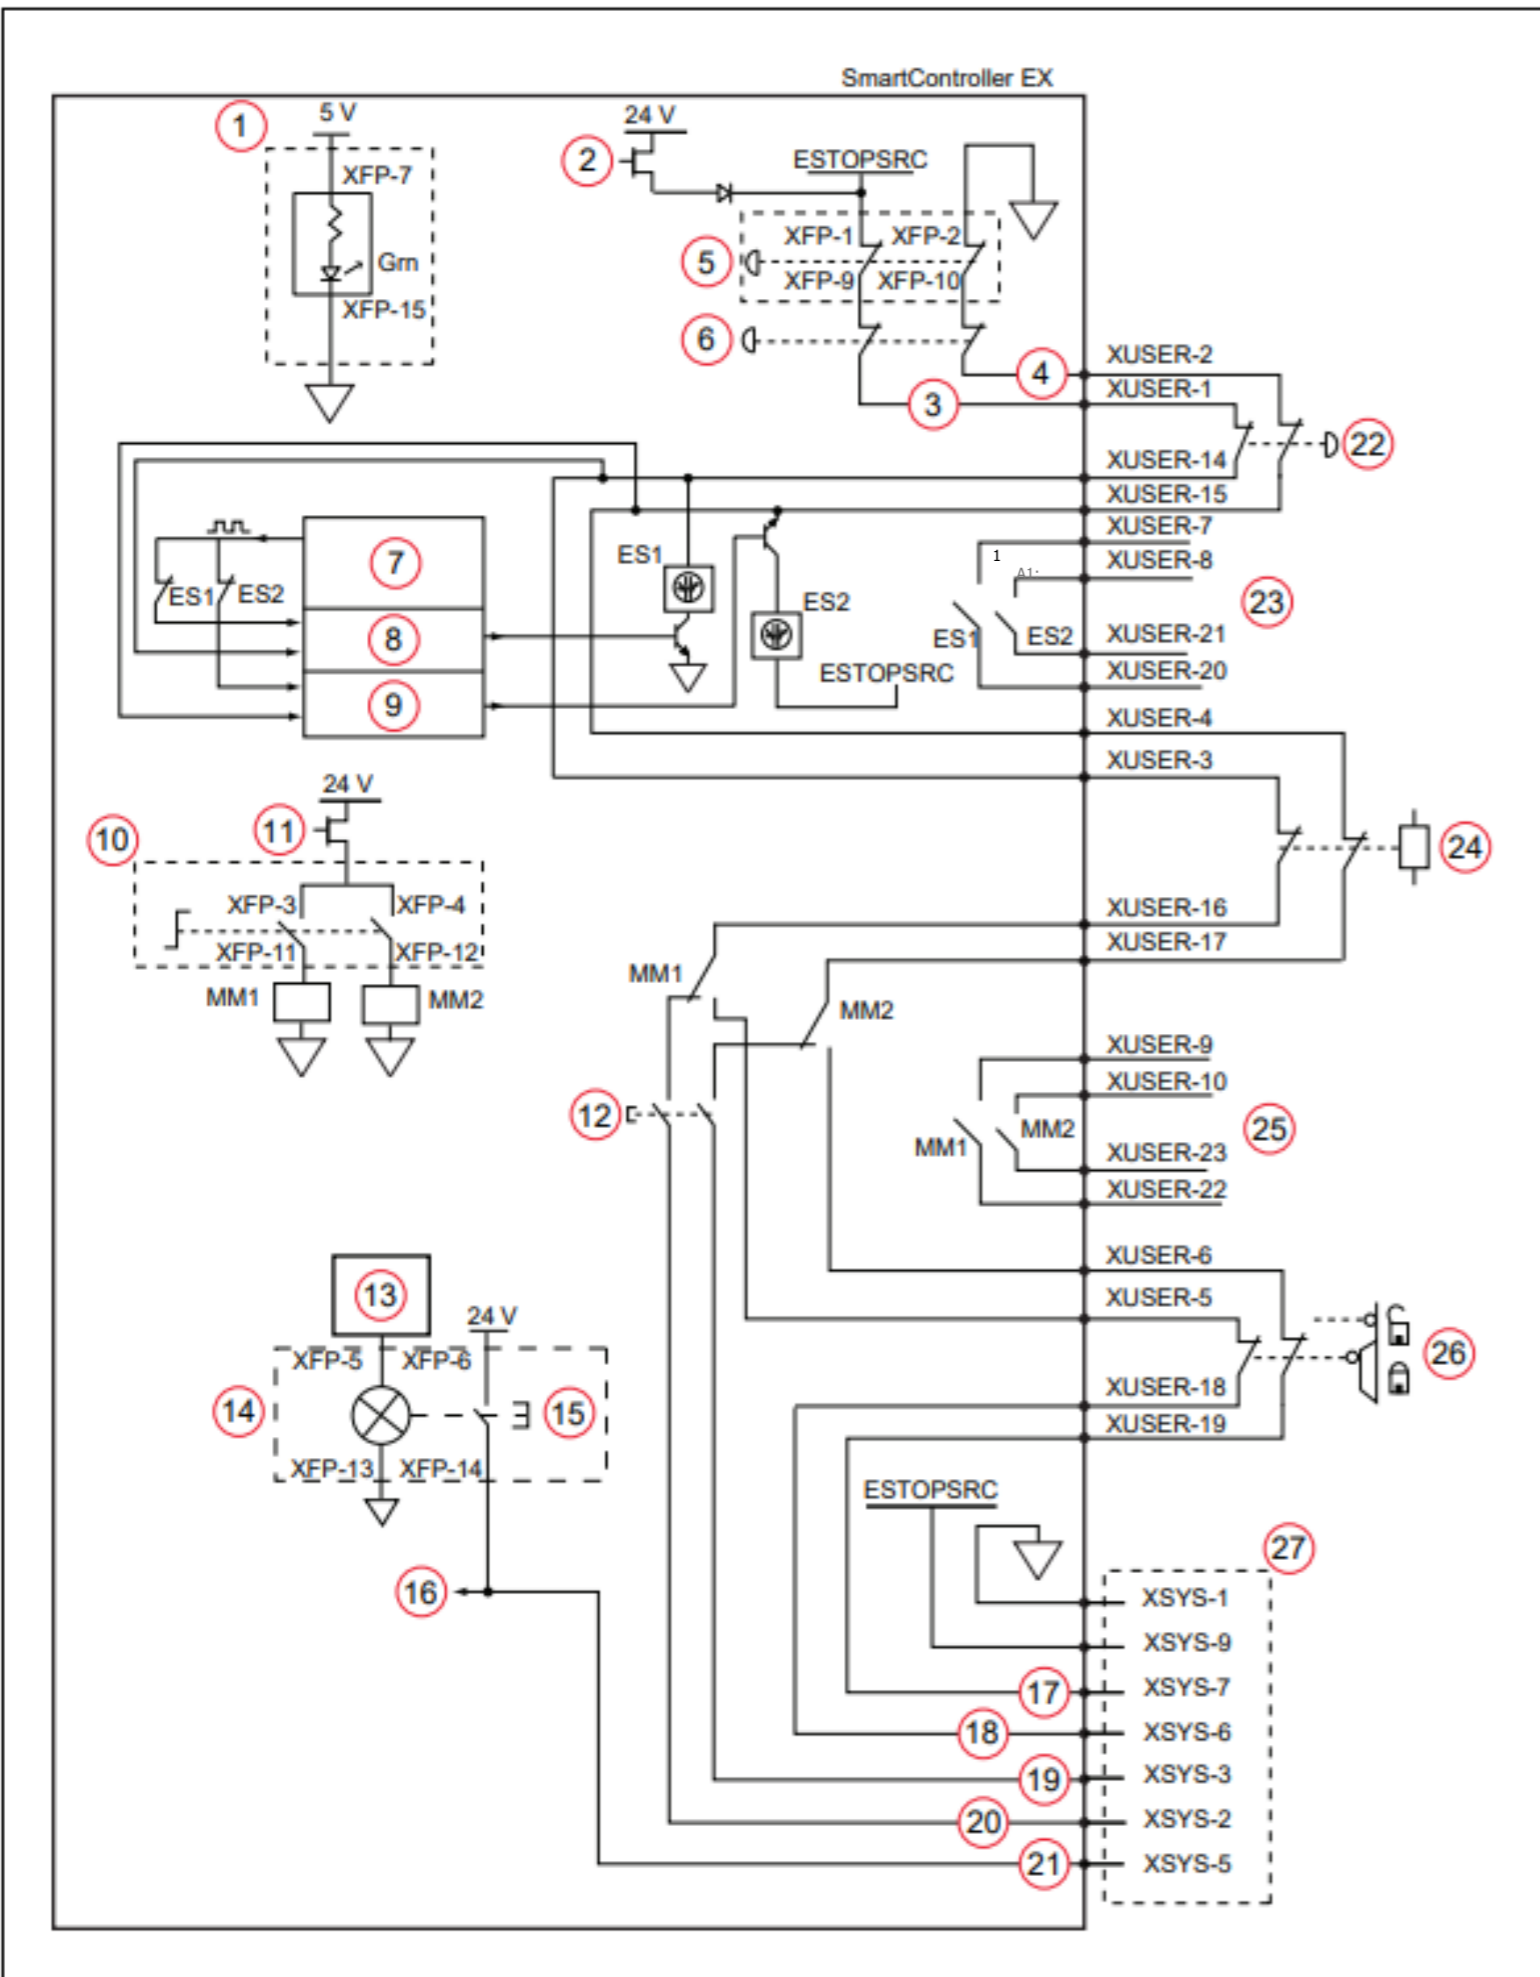 SmartController EX
1
5 V
XFP-7
Grn
XFP-15
24 V
2
ESTOPSRC
XFP-1
XFP-2
5
XFP-9
XFP-10
6
4
3
XUSER-2
XUSER-1
22
XUSER-14
XUSER-15
XUSER-7
XUSER-8
1
23
ES1
ES2
XUSER-21
XUSER-20
7
8
9
ES1
ES2
ES1
ES2
ESTOPSRC
XUSER-4
XUSER-3
24
24 V
10
11
XFP-3
XFP-4
XFP-11
XFP-12
MM1
MM2
XUSER-16
XUSER-17
MM1
MM2
12
XUSER-9
XUSER-10
MM1
MM2
25
XUSER-23
XUSER-22
XUSER-6
XUSER-5
26
XUSER-18
XUSER-19
13
24 V
XFP-5
XFP-6
14
15
XFP-13
XFP-14
16
ESTOPSRC
27
XSYS-1
XSYS-9
17
XSYS-7
18
XSYS-6
19
XSYS-3
20
XSYS-2
21
XSYS-5